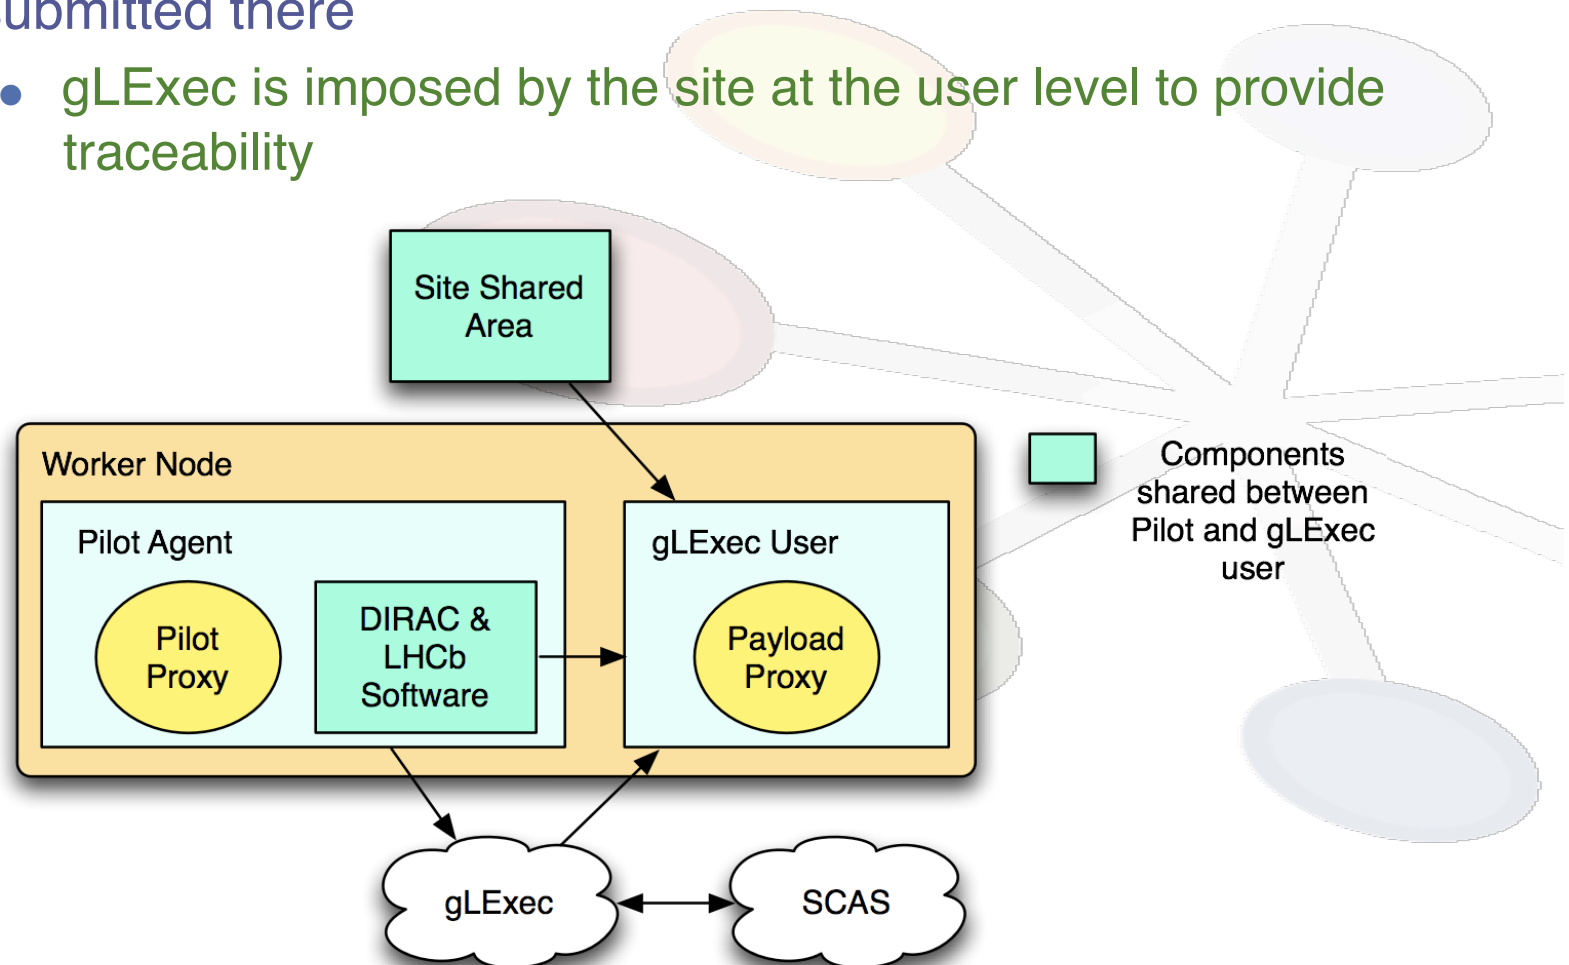 submitted there
● gLExec is imposed by the site at the user level to provide
traceability
Site Shared
Area
Worker Node
Pilot Agent
Pilot
Proxy
DIRAC &
LHCb
Software
gLExec User
Payload
Proxy
Components
shared between
Pilot and gLExec
user
gLExec
SCAS